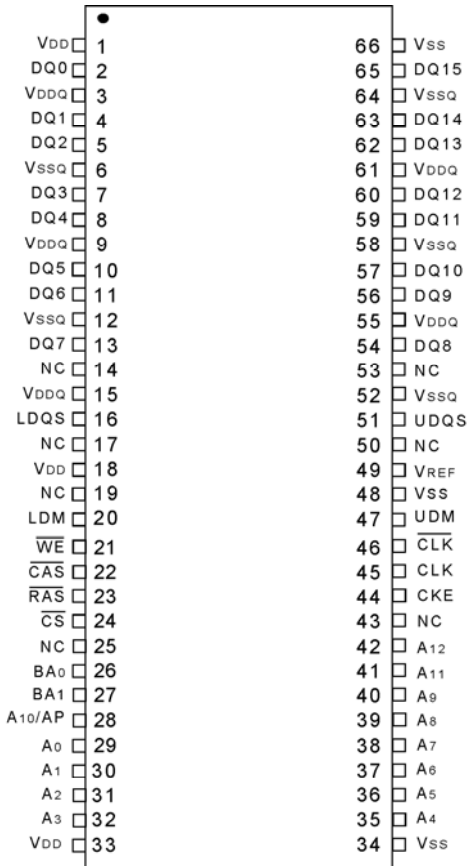 VDD 1 66 VSS
DQ0 2 65 DQ15
VDDQ 3 64 VSSQ
DQ1 4 63 DQ14
DQ2 5 62 DQ13
VSSQ 6 61 VDDQ
DQ3 7 60 DQ12
DQ4 8 59 DQ11
VDDQ 9 58 VSSQ
DQ5 10 57 DQ10
DQ6 11 56 DQ9
VSSQ 12 55 VDDQ
DQ7 13 54 DQ8
NC 14 53 NC
VDDQ 15 52 VSSQ
LDQS 16 51 UDQS
NC 17 50 NC
VDD 18 49 VREF
NC 19 48 VSS
LDM 20 47 UDM
W̅E̅ 21 46 C̅L̅K̅
C̅A̅S̅ 22 45 CLK
R̅A̅S̅ 23 44 CKE
C̅S̅ 24 43 NC
NC 25 42 A12
BA0 26 41 A11
BA1 27 40 A9
A10/AP 28 39 A8
A0 29 38 A7
A1 30 37 A6
A2 31 36 A5
A3 32 35 A4
VDD 33 34 VSS